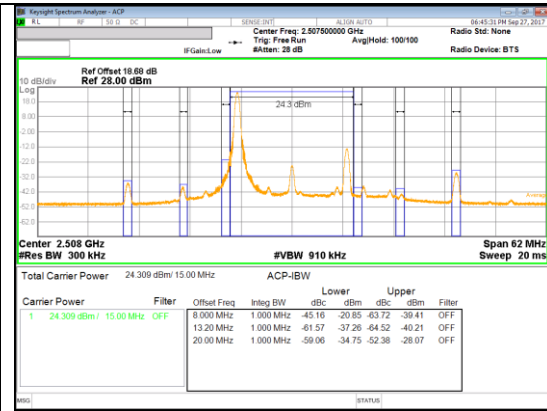 Keysight Spectrum Analyzer - ACP
RL RF 50 Ω DC SENSE:INT ALIGN AUTO 06:45:31 PM Sep 27, 2017
Center Freq: 2.507500000 GHz Radio Std: None
Trig: Free Run Avg|Hold: 100/100
IFGain:Low #Atten: 28 dB Radio Device: BTS
Ref Offset 18.68 dB
10 dB/div Ref 28.00 dBm
Log
18.0
8.00
24.3 dBm
2.00
12.0
22.0
32.0
42.0
52.0
62.0
Average
Center 2.508 GHz Span 62 MHz
#Res BW 300 kHz #VBW 910 kHz Sweep 20 ms
Total Carrier Power 24.309 dBm/ 15.00 MHz ACP-IBW
Lower Upper
Carrier Power Filter Offset Freq Integ BW dBc dBm dBc dBm Filter
1 24.309 dBm / 15.00 MHz OFF 8.000 MHz 1.000 MHz -45.16 -20.85 -63.72 -39.41 OFF
13.20 MHz 1.000 MHz -61.57 -37.26 -64.52 -40.21 OFF
20.00 MHz 1.000 MHz -59.06 -34.75 -52.38 -28.07 OFF
MSG STATUS